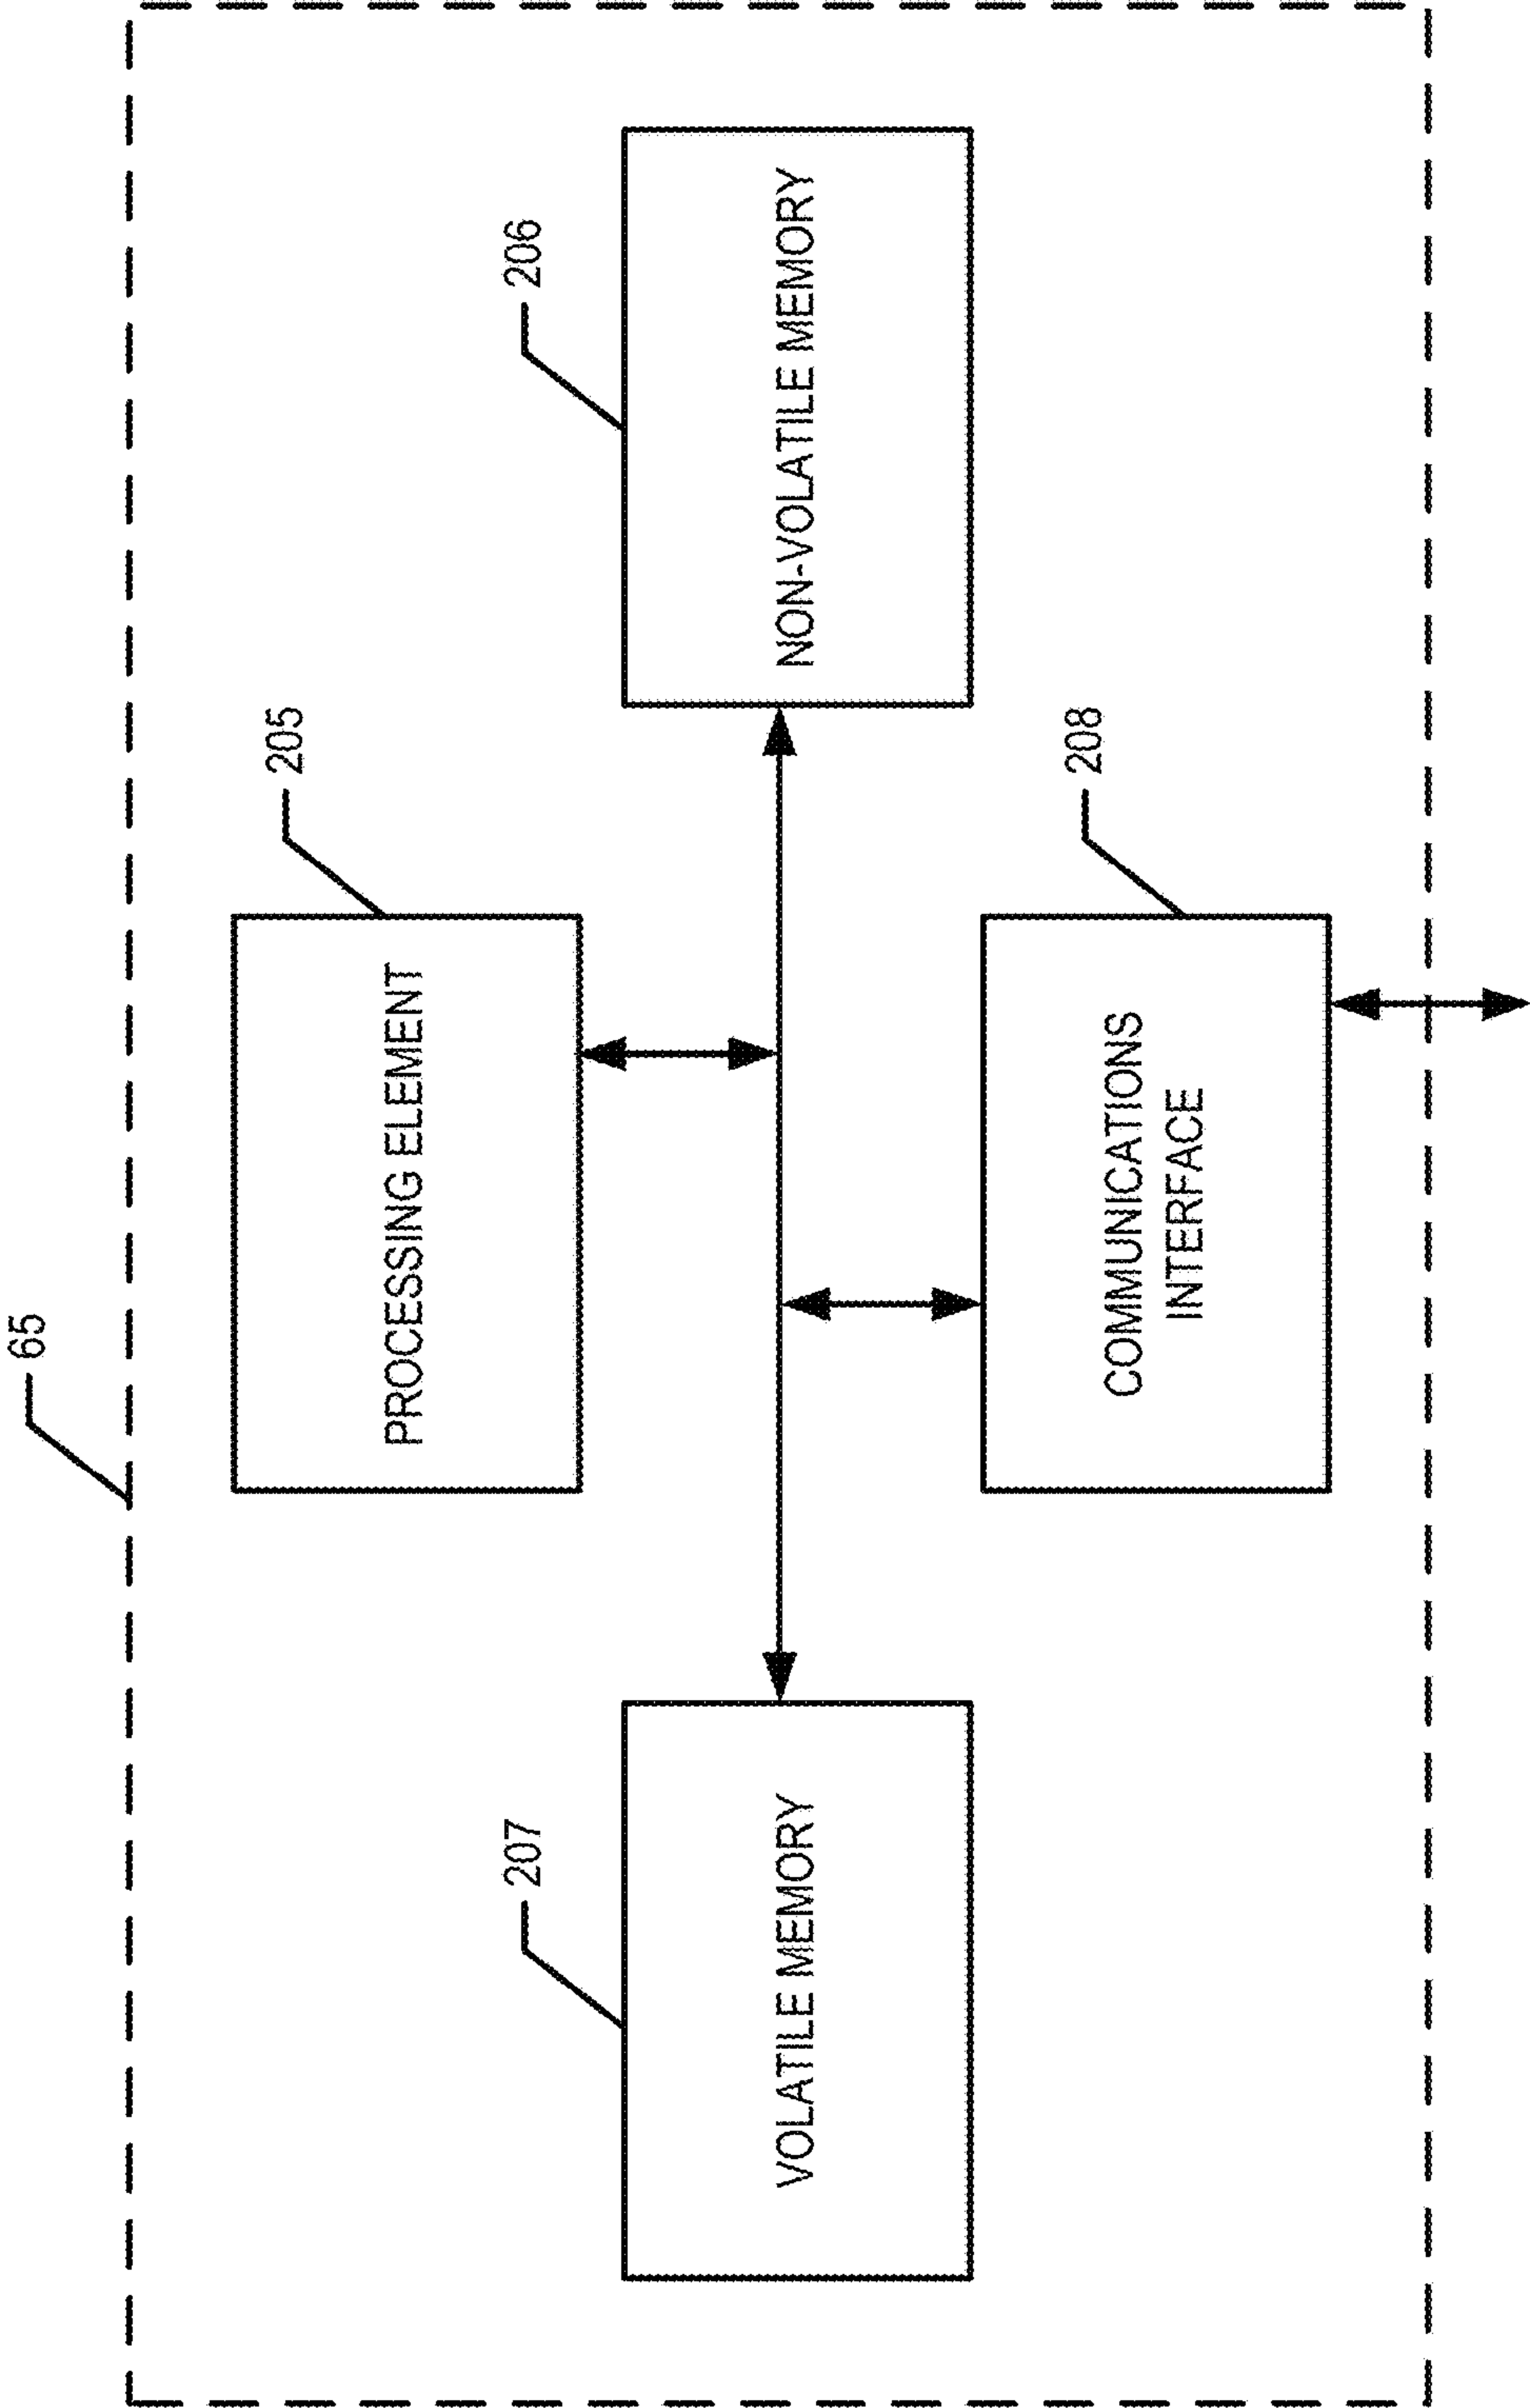 65
205
PROCESSING ELEMENT
207
VOLATILE MEMORY
206
NON-VOLATILE MEMORY
208
COMMUNICATIONS
INTERFACE